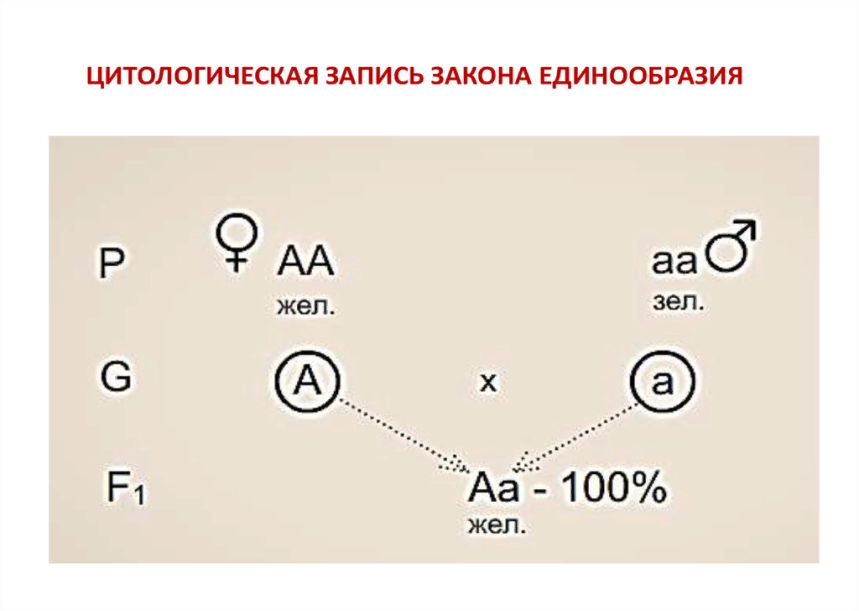 ЦИТОЛОГИЧЕСКАЯ ЗАПИСЬ ЗАКОНА ЕДИНООБРАЗИЯ
P ♀ AA aa ♂
жел. зел.
G A x a
F₁ Aa - 100%
жел.